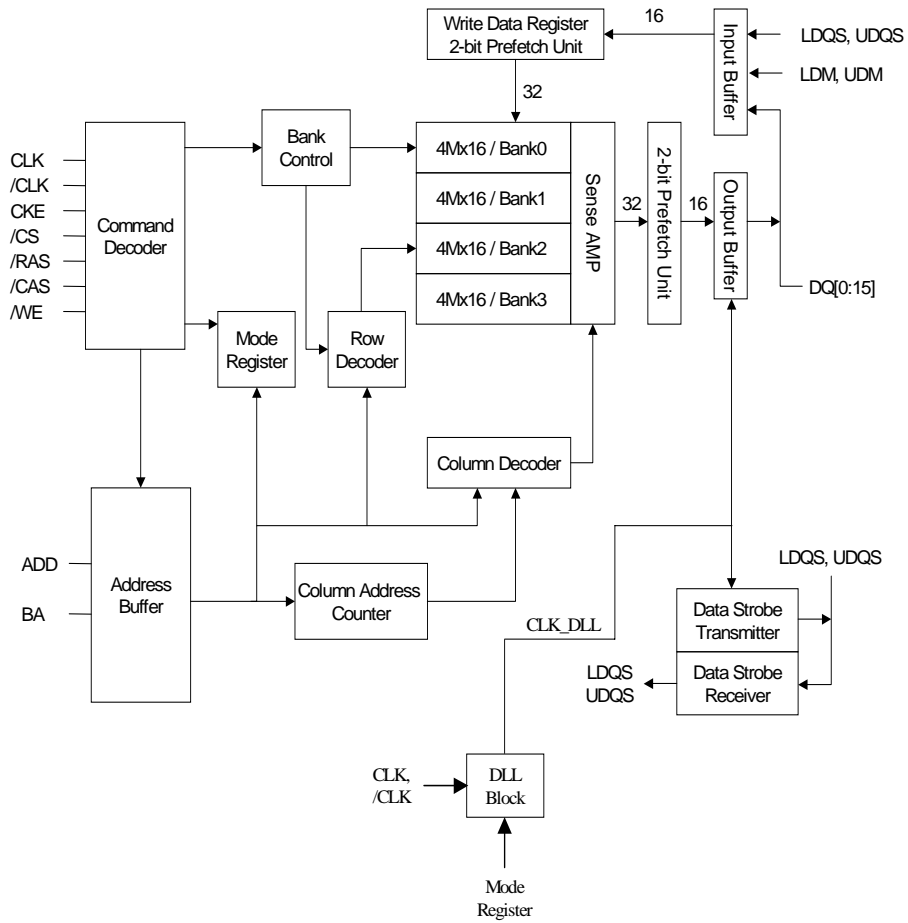 Write Data Register
2-bit Prefetch Unit
16
Input Buffer
LDQS, UDQS
LDM, UDM
32
Bank
Control
4Mx16 / Bank0
4Mx16 / Bank1
4Mx16 / Bank2
4Mx16 / Bank3
Sense AMP
32
2-bit Prefetch Unit
16
Output Buffer
DQ[0:15]
CLK
/CLK
CKE
/CS
/RAS
/CAS
/WE
Command
Decoder
Mode
Register
Row
Decoder
Column Decoder
ADD
BA
Address
Buffer
Column Address
Counter
CLK_DLL
LDQS, UDQS
Data Strobe
Transmitter
Data Strobe
Receiver
LDQS
UDQS
CLK,
/CLK
DLL
Block
Mode
Register